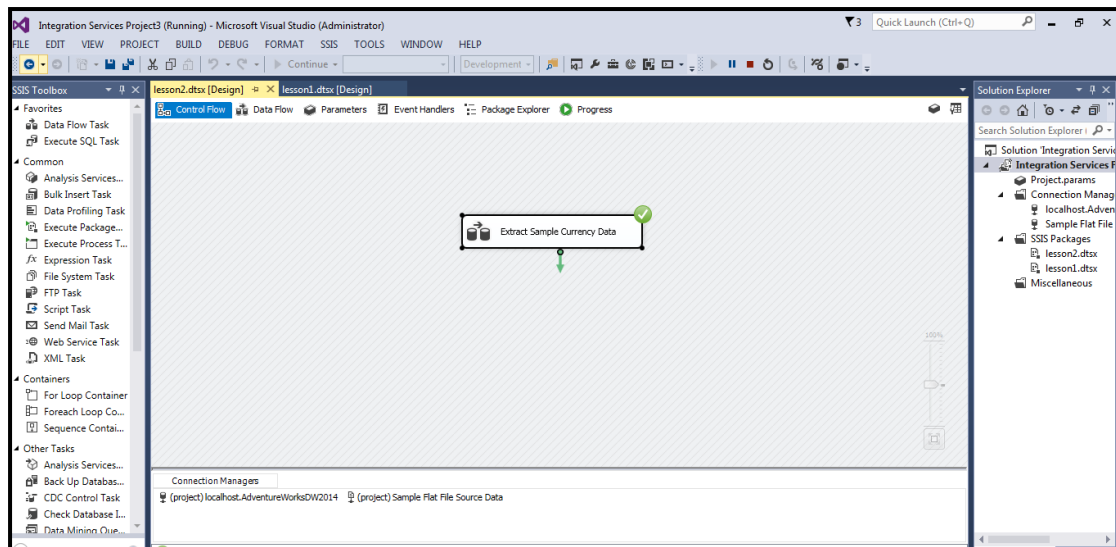 Integration Services Project3 (Running) - Microsoft Visual Studio (Administrator)
3
Quick Launch (Ctrl+Q)
FILE EDIT VIEW PROJECT BUILD DEBUG FORMAT SSIS TOOLS WINDOW HELP
Continue
Development
SSIS Toolbox
Favorites
Data Flow Task
Execute SQL Task
Common
Analysis Services...
Bulk Insert Task
Data Profiling Task
Execute Package...
Execute Process T...
Expression Task
File System Task
FTP Task
Script Task
Send Mail Task
Web Service Task
XML Task
Containers
For Loop Container
Foreach Loop Co...
Sequence Contai...
Other Tasks
Analysis Services...
Back Up Databas...
CDC Control Task
Check Database I...
Data Mining Que...
lesson2.dtsx [Design] lesson1.dtsx [Design]
Control Flow Data Flow Parameters Event Handlers Package Explorer Progress
Extract Sample Currency Data
100%
Connection Managers
(project) localhost.AdventureWorksDW2014 (project) Sample Flat File Source Data
Solution Explorer
Search Solution Explorer
Solution 'Integration Servic
Integration Services P
Project.params
Connection Manag
localhost.Adven
Sample Flat File
SSIS Packages
lesson2.dtsx
lesson1.dtsx
Miscellaneous